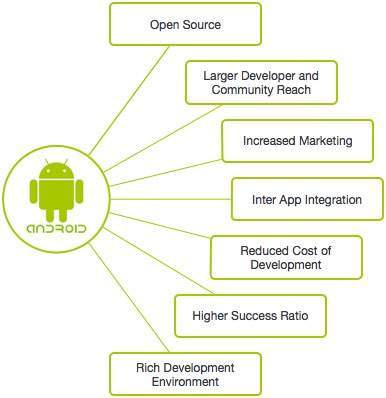 Open Source
Larger Developer and
Community Reach
Increased Marketing
Inter App Integration
ANDROID
Reduced Cost of
Development
Higher Success Ratio
Rich Development
Environment